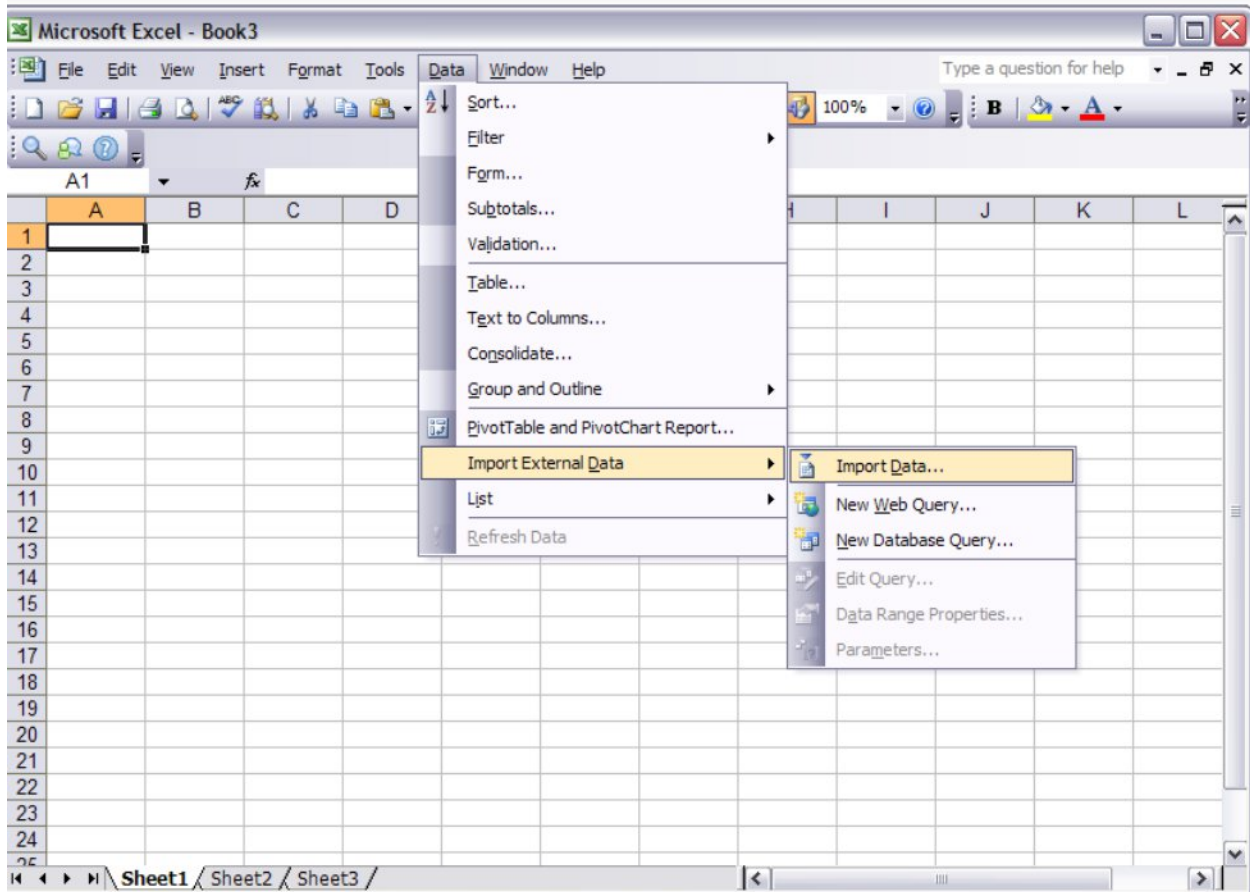 Microsoft Excel - Book3
File Edit View Insert Format Tools Data Window Help Type a question for help
ABC A Z 100% B A
A1 fx
A B C D H I J K L
Sort...
Filter
Form...
Subtotals...
Validation...
Table...
Text to Columns...
Consolidate...
Group and Outline
PivotTable and PivotChart Report...
Import External Data
List
Refresh Data
Import Data...
New Web Query...
New Database Query...
Edit Query...
Data Range Properties...
Parameters...
1
2
3
4
5
6
7
8
9
10
11
12
13
14
15
16
17
18
19
20
21
22
23
24
25
Sheet1 Sheet2 Sheet3